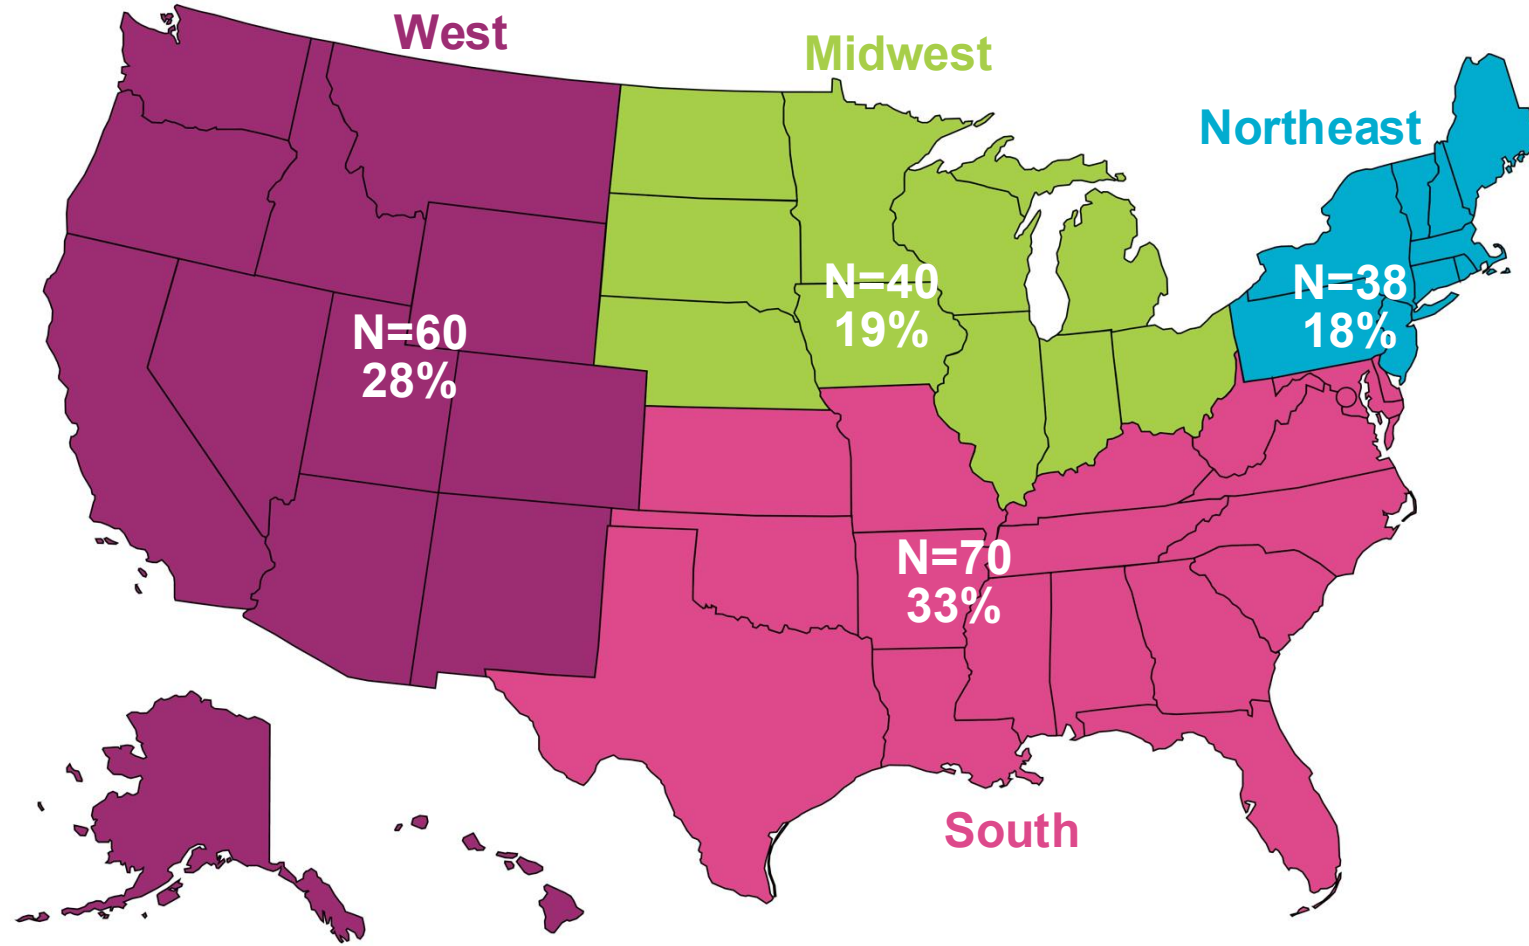 West
Midwest
Northeast
N=60
28%
N=40
19%
N=38
18%
N=70
33%
South